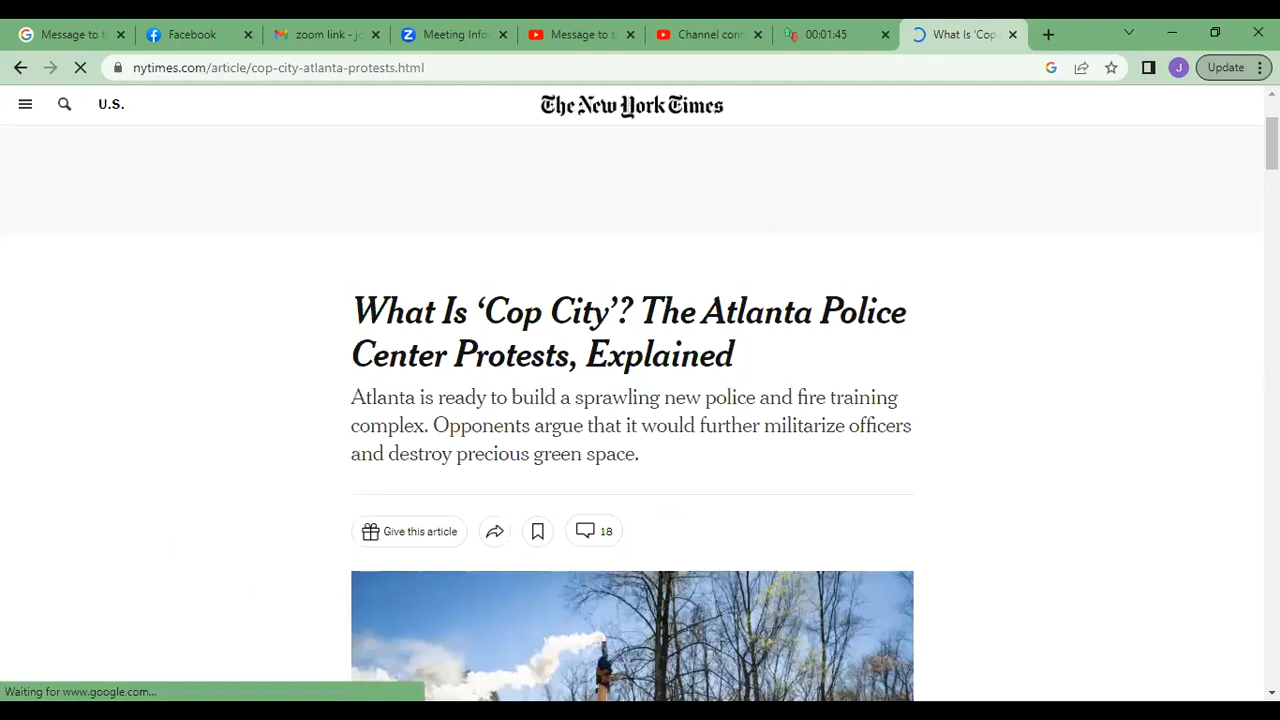 Message to t
Facebook
zoom link - j
Meeting Info
Message to t
Channel cont
00:01:45
What Is 'Cop
nytimes.com/article/cop-city-atlanta-protests.html
Update
U.S.
The New York Times
What Is ‘Cop City’? The Atlanta Police
Center Protests, Explained
Atlanta is ready to build a sprawling new police and fire training
complex. Opponents argue that it would further militarize officers
and destroy precious green space.
Give this article
18
Waiting for www.google.com...